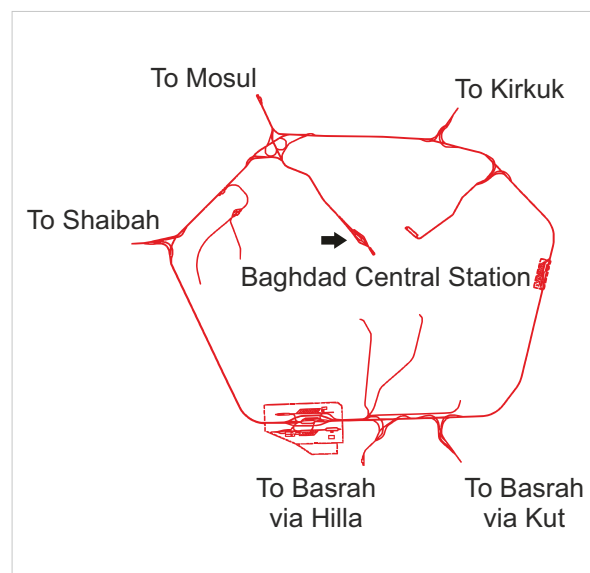 To Mosul
To Kirkuk
To Shaibah
Baghdad Central Station
To Basrah
via Hilla
To Basrah
via Kut